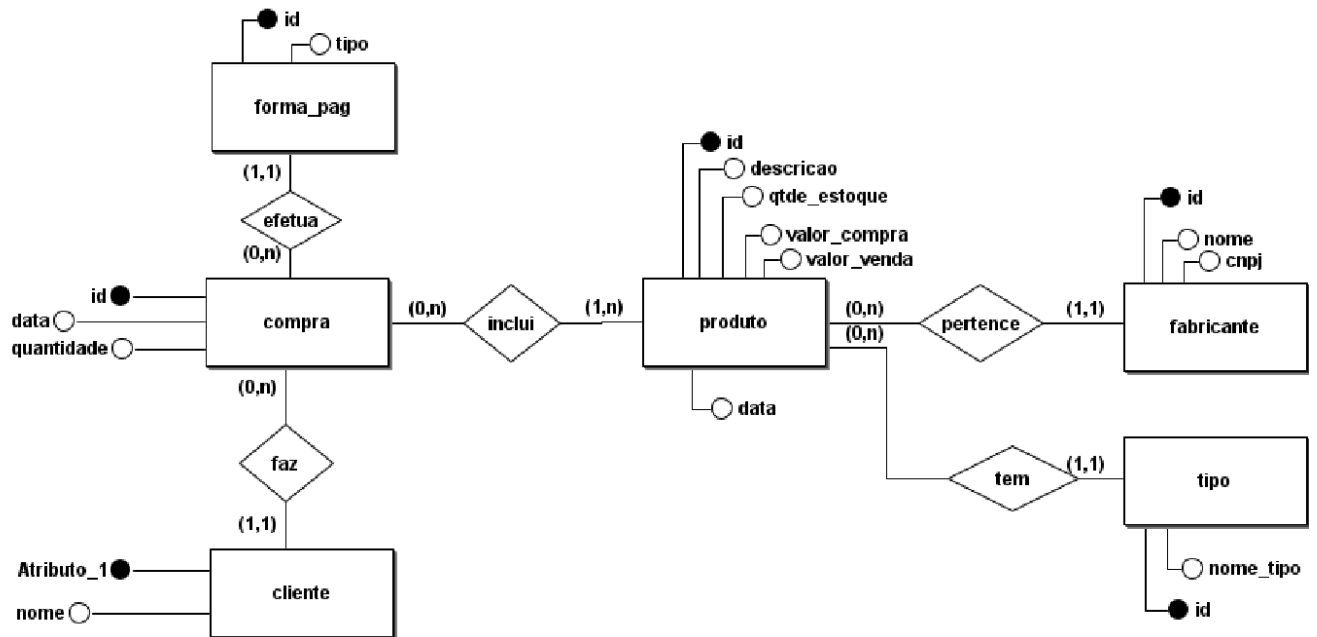 id
tipo
forma_pag
(1,1)
efetua
(0,n)
id
data
quantidade
compra
(0,n)
inclui
(1,n)
id
descricao
qtde_estoque
valor_compra
valor_venda
produto
data
(0,n)
(0,n)
pertence
(1,1)
id
nome
cnpj
fabricante
tem
(1,1)
tipo
nome_tipo
id
(0,n)
faz
(1,1)
Atributo_1
nome
cliente